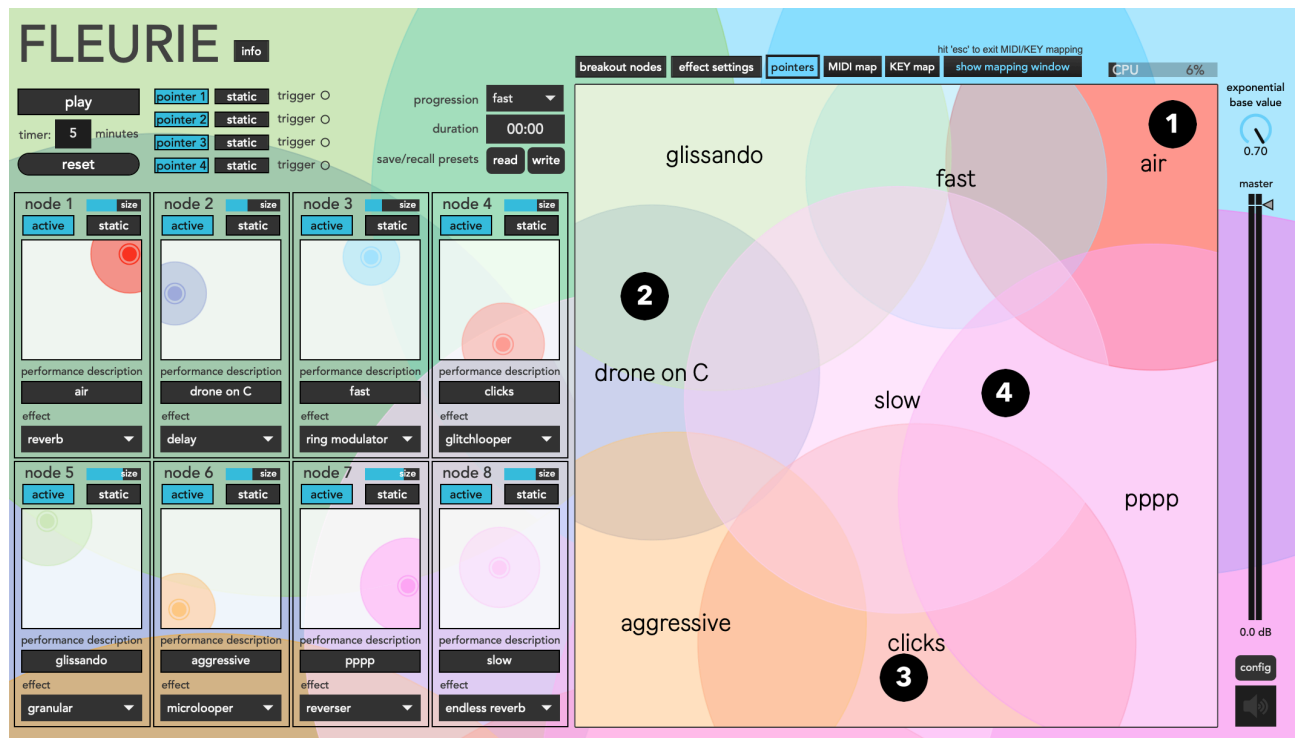 FLEURIE
info
hit 'esc' to exit MIDI/KEY mapping
breakout nodes effect settings pointers MIDI map KEY map show mapping window
CPU 6%
play
timer: 5 minutes
reset
pointer 1 static trigger
pointer 2 static trigger
pointer 3 static trigger
pointer 4 static trigger
progression fast
duration 00:00
save/recall presets read write
node 1 size
active static
performance description
air
effect
reverb
node 2 size
active static
performance description
drone on C
effect
delay
node 3 size
active static
performance description
fast
effect
ring modulator
node 4 size
active static
performance description
clicks
effect
glitchlooper
node 5 size
active static
performance description
glissando
effect
granular
node 6 size
active static
performance description
aggressive
effect
microlooper
node 7 size
active static
performance description
pppp
effect
reverser
node 8 size
active static
performance description
slow
effect
endless reverb
1
glissando
air
fast
2
drone on C
4
slow
pppp
aggressive
clicks
3
exponential
base value
0.70
master
0.0 dB
config